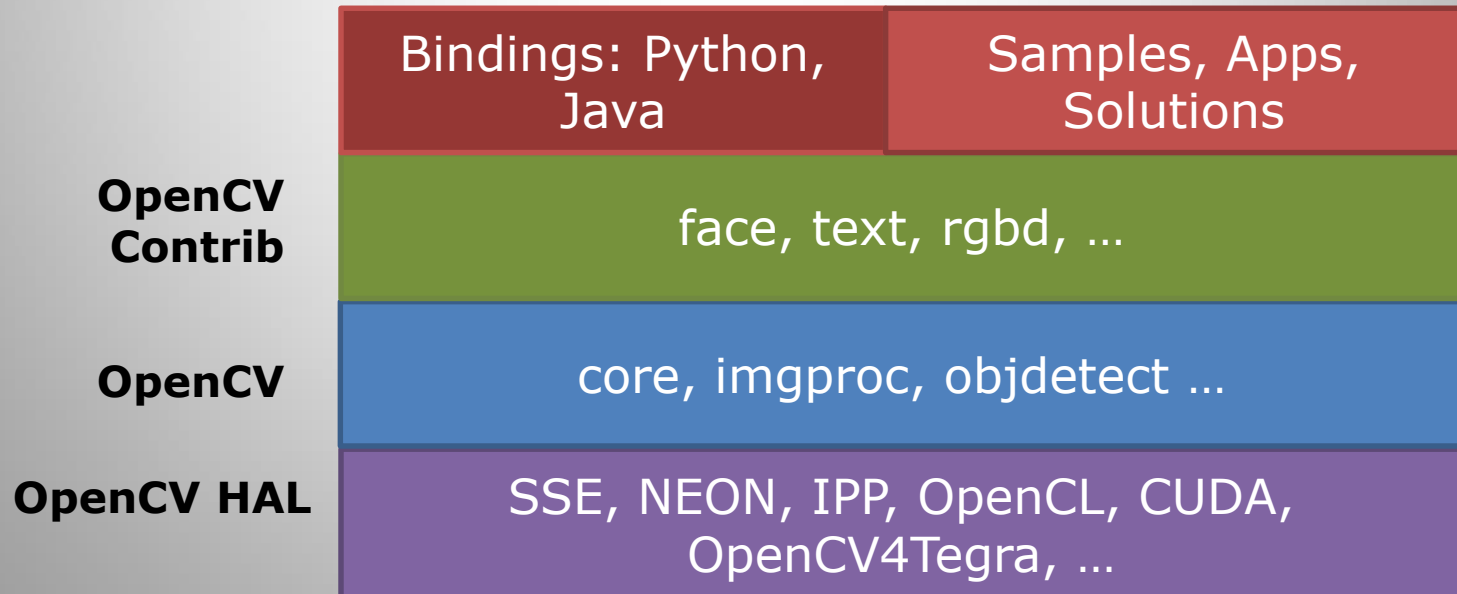 Bindings: Python,
Java
Samples, Apps,
Solutions
OpenCV
Contrib
face, text, rgbd, …
OpenCV
core, imgproc, objdetect …
OpenCV HAL
SSE, NEON, IPP, OpenCL, CUDA,
OpenCV4Tegra, …